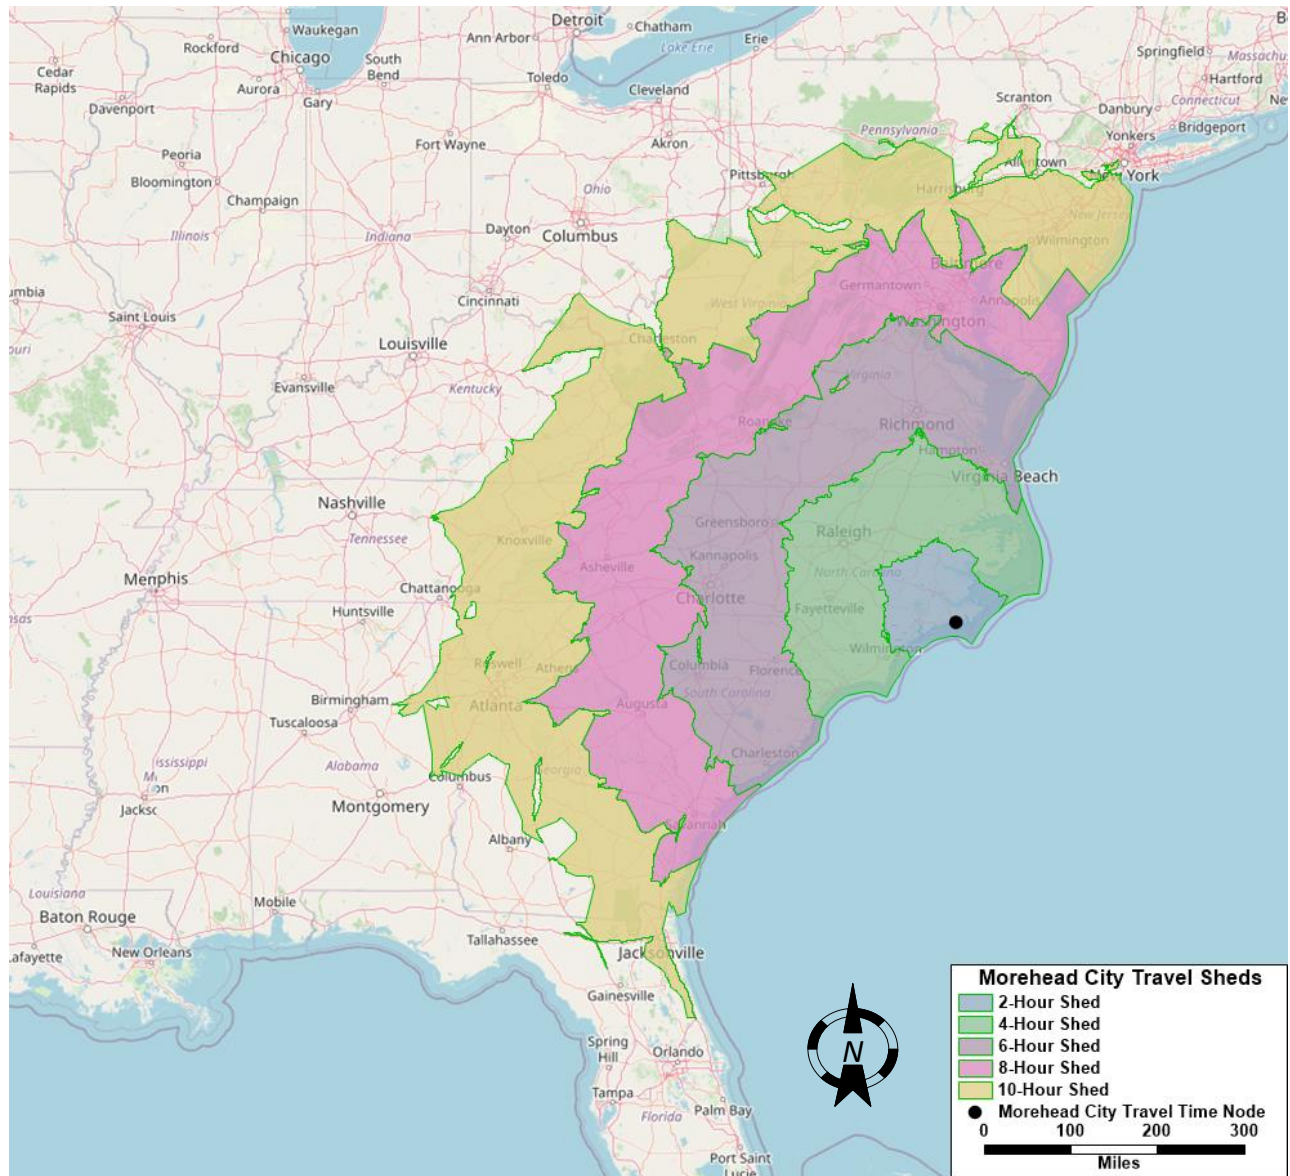 Waukegan
Rockford
Chicago
Cedar
Rapids
Aurora
Gary
South
Bend
Davenport
Ann Arbor
Detroit
Chatham
Lake Erie
Erie
Toledo
Cleveland
Akron
Fort Wayne
Peoria
Bloomington
Champaign
Illinois
Indiana
Ohio
Dayton
Columbus
Pittsburgh
Pennsylvania
Scranton
Springfield
Massachu
Hartford
Danbury
Connecticut
Ne
Yonkers
Bridgeport
Allentown
New York
Harrisburg
New Jersey
Wilmington
Baltimore
Germantown
Annapolis
Washington
West Virginia
Cincinnati
Charleston
umbia
Saint Louis
ouri
Louisville
Evansville
Kentucky
Virginia
Roanoke
Richmond
Hampton
Virginia Beach
Nashville
Tennessee
Knoxville
Greensboro
Raleigh
Kannapolis
North Carolina
Asheville
Charlotte
Fayetteville
Memphis
Chattanooga
Huntsville
nsas
Wilmington
Roswell
Athens
Columbia
Florence
South Carolina
Birmingham
Atlanta
Augusta
Tuscaloosa
Charleston
ississippi
Alabama
Georgia
Columbus
Montgomery
Savannah
Albany
Louisiana
Mobile
Baton Rouge
Tallahassee
Jacksonville
Lafayette
New Orleans
Gainesville
Spring
Hill
Orlando
Tampa
Palm Bay
Florida
Port Saint
Lucie
N
Morehead City Travel Sheds
2-Hour Shed
4-Hour Shed
6-Hour Shed
8-Hour Shed
10-Hour Shed
Morehead City Travel Time Node
0 100 200 300
Miles